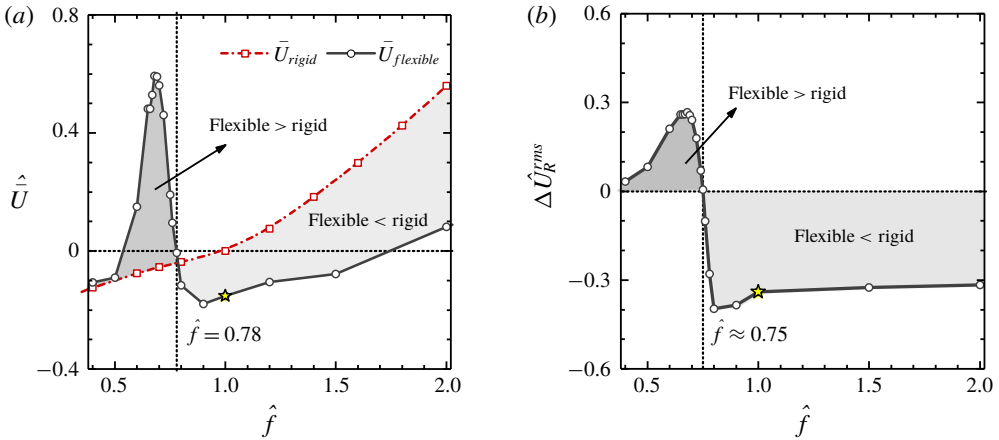 (a)
0.8
0.4
0
−0.4
0.5
1.0
1.5
2.0
Ū_rigid
Ū_flexible
Flexible > rigid
Flexible < rigid
f̂ = 0.78
Ū̂
f̂
(b)
0.6
0.3
0
−0.3
−0.6
0.5
1.0
1.5
2.0
Flexible > rigid
Flexible < rigid
f̂ ≈ 0.75
ΔÛ_R^rms
f̂